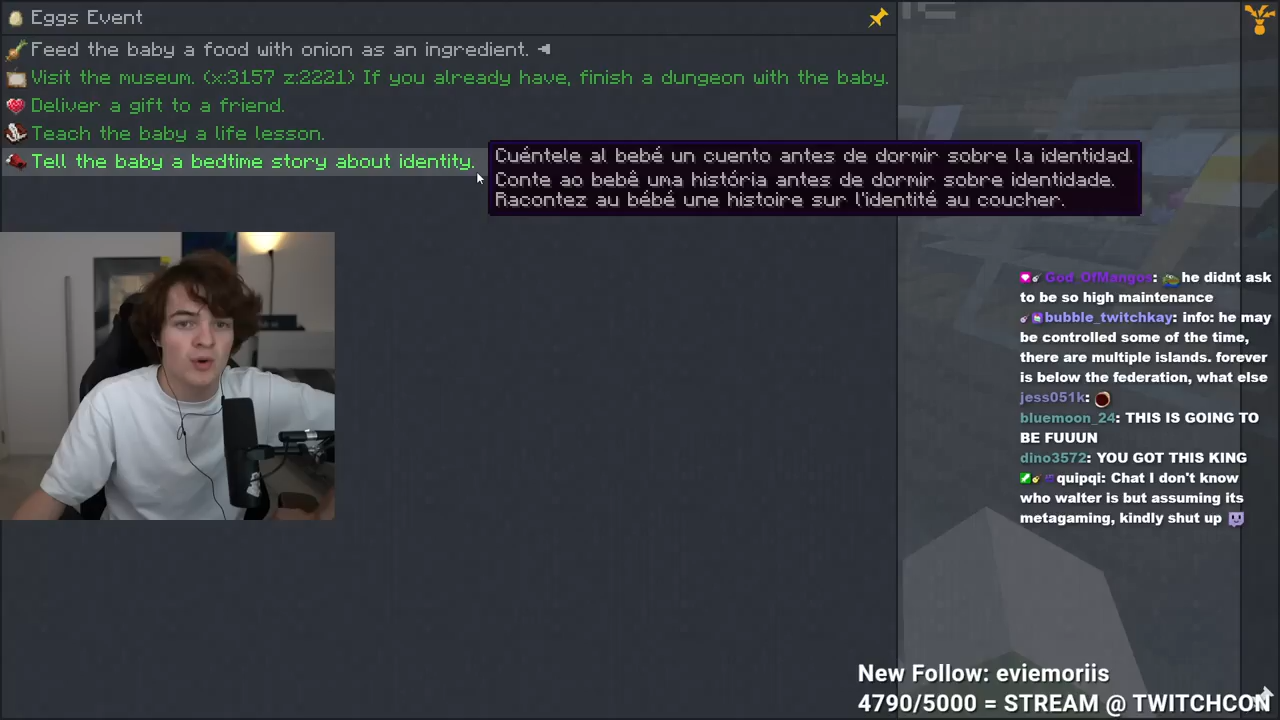 Eggs Event
Feed the baby a food with onion as an ingredient.
Visit the museum. (x:3157 z:2221) If you already have, finish a dungeon with the baby.
Deliver a gift to a friend.
Teach the baby a life lesson.
Tell the baby a bedtime story about identity.
Cuéntele al bebé un cuento antes de dormir sobre la identidad.
Conte ao bebê uma história antes de dormir sobre identidade.
Racontez au bébé une histoire sur l'identité au coucher.
God_OfMangos: he didnt ask
to be so high maintenance
bubble_twitchkay: info: he may
be controlled some of the time,
there are multiple islands. forever
is below the federation, what else
jess051k:
bluemoon_24: THIS IS GOING TO
BE FUUUN
dino3572: YOU GOT THIS KING
quipqi: Chat I don't know
who walter is but assuming its
metagaming, kindly shut up
New Follow: eviemoriis
4790/5000 = STREAM @ TWITCHCON